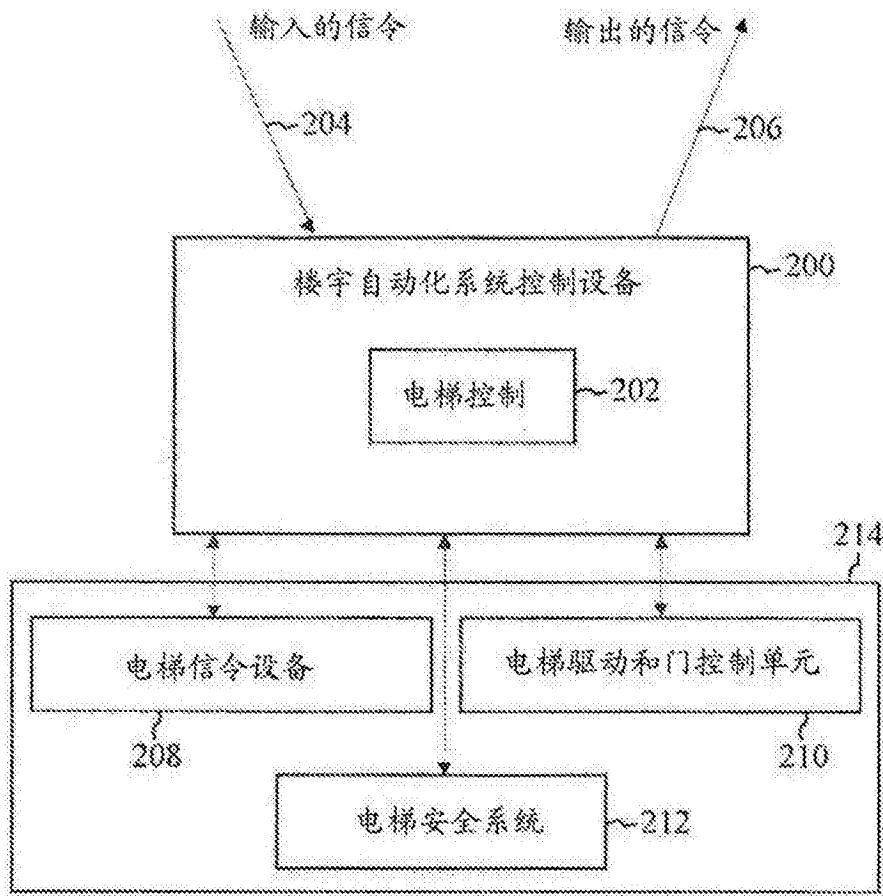 输入的信令
输出的信令
204
206
楼宇自动化系统控制设备
200
电梯控制
202
214
电梯信令设备
电梯驱动和门控制单元
208
210
电梯安全系统
212